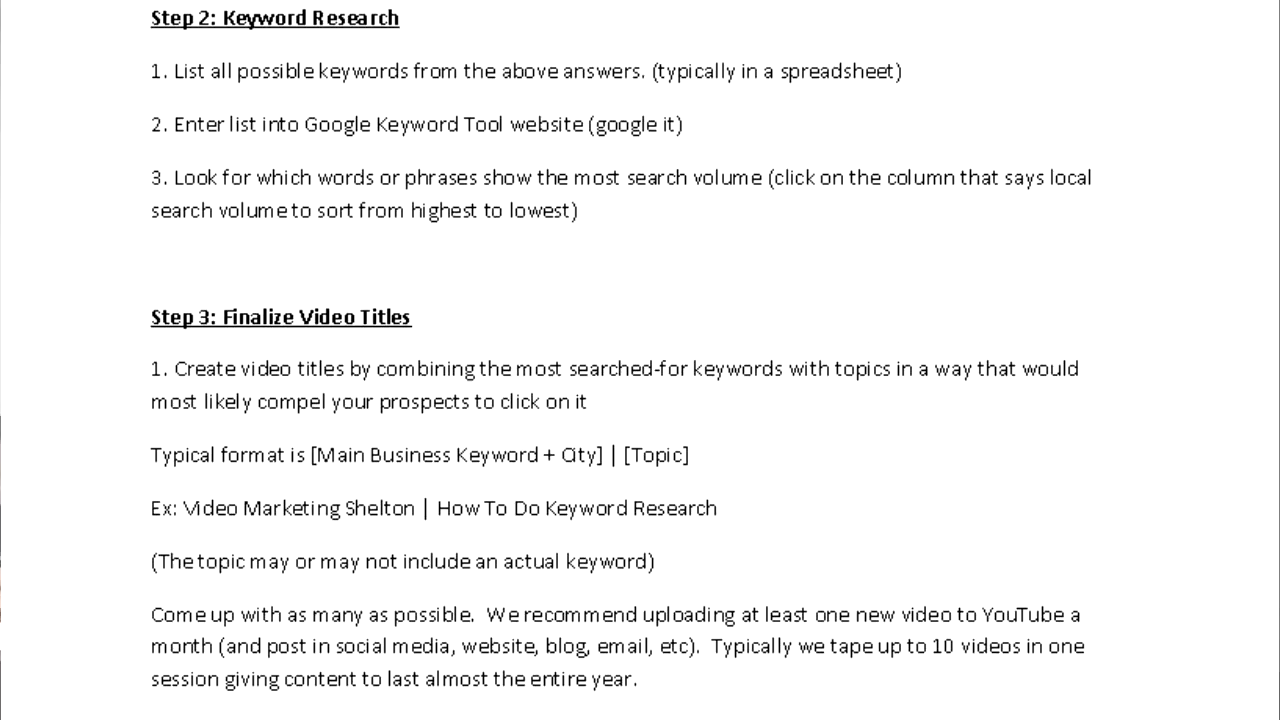 Step 2: Keyword Research
1. List all possible keywords from the above answers. (typically in a spreadsheet)
2. Enter list into Google Keyword Tool website (google it)
3. Look for which words or phrases show the most search volume (click on the column that says local
search volume to sort from highest to lowest)
Step 3: Finalize Video Titles
1. Create video titles by combining the most searched-for keywords with topics in a way that would
most likely compel your prospects to click on it
Typical format is [Main Business Keyword + City] | [Topic]
Ex: Video Marketing Shelton | How To Do Keyword Research
(The topic may or may not include an actual keyword)
Come up with as many as possible.  We recommend uploading at least one new video to YouTube a
month (and post in social media, website, blog, email, etc).  Typically we tape up to 10 videos in one
session giving content to last almost the entire year.